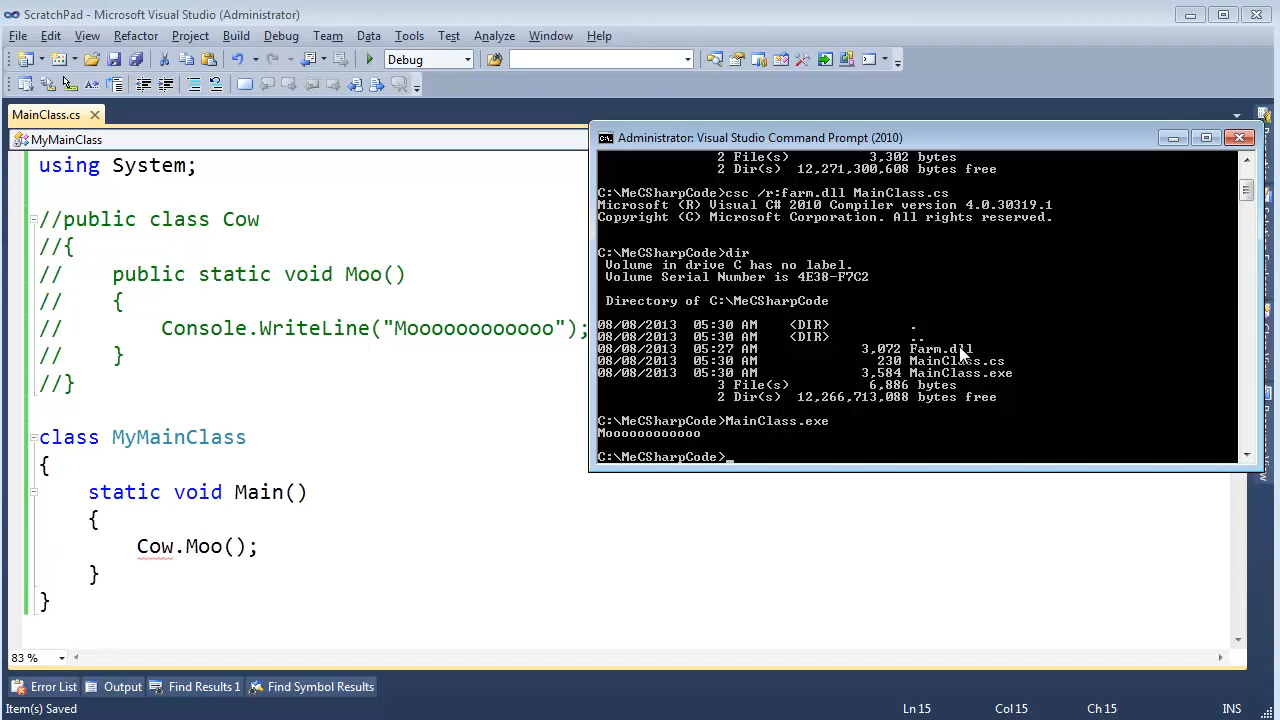 ScratchPad - Microsoft Visual Studio (Administrator)
File Edit View Refactor Project Build Debug Team Data Tools Test Analyze Window Help
Debug
MainClass.cs
MyMainClass
using System;
//public class Cow
//{
//    public static void Moo()
//    {
//        Console.WriteLine("Moooooooooooo");
//    }
//}
class MyMainClass
{
    static void Main()
    {
        Cow.Moo();
    }
}
83 %
Administrator: Visual Studio Command Prompt (2010)
2 File(s) 3,302 bytes
2 Dir(s) 12,271,300,608 bytes free
C:\MeCSharpCode>csc /r:farm.dll MainClass.cs
Microsoft (R) Visual C# 2010 Compiler version 4.0.30319.1
Copyright (C) Microsoft Corporation. All rights reserved.
C:\MeCSharpCode>dir
Volume in drive C has no label.
Volume Serial Number is 4E38-F7C2
Directory of C:\MeCSharpCode
08/08/2013 05:30 AM <DIR> .
08/08/2013 05:30 AM <DIR> ..
08/08/2013 05:27 AM 3,072 Farm.dll
08/08/2013 05:30 AM 230 MainClass.cs
08/08/2013 05:30 AM 3,584 MainClass.exe
3 File(s) 6,886 bytes
2 Dir(s) 12,266,713,088 bytes free
C:\MeCSharpCode>MainClass.exe
Moooooooooooo
C:\MeCSharpCode>_
Error List Output Find Results 1 Find Symbol Results
Item(s) Saved Ln 15 Col 15 Ch 15 INS